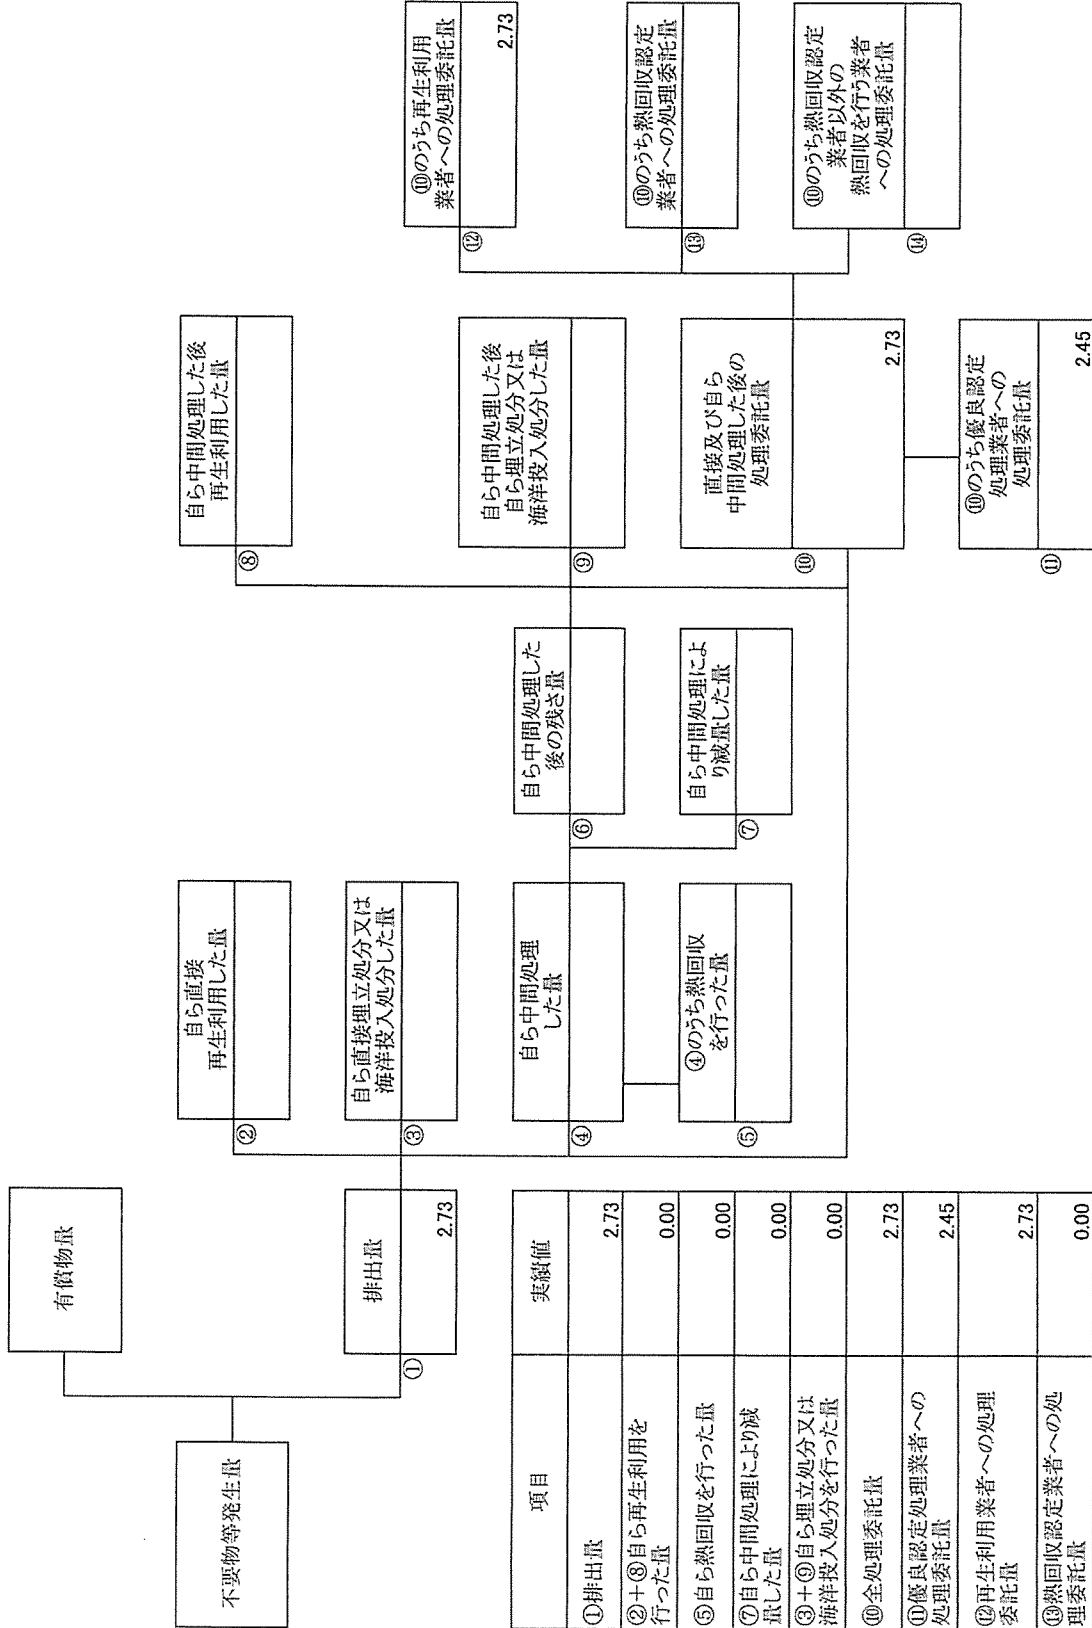 不要物等発生量
有償物量
排出量
①
2.73
自ら直接
再生利用した量
②
自ら直接埋立処分又は
海洋投入処分した量
③
自ら中間処理
した量
④
④のうち熱回収
を行った量
⑤
自ら中間処理した
後の残さ量
⑥
自ら中間処理によ
り減量した量
⑦
自ら中間処理した後
再生利用した量
⑧
自ら中間処理した後
自ら埋立処分又は
海洋投入処分した量
⑨
直接及び自ら
中間処理した後の
処理委託量
⑩
2.73
⑩のうち優良認定
処理業者への
処理委託量
⑪
2.45
⑩のうち再生利用
業者への処理委託量
⑫
2.73
⑩のうち熱回収認定
業者への処理委託量
⑬
⑩のうち熱回収認定
業者以外の
熱回収を行う業者
への処理委託量
⑭
項目 実績値
①排出量 2.73
②+⑧自ら再生利用を
行った量 0.00
⑤自ら熱回収を行った量 0.00
⑦自ら中間処理により減
量した量 0.00
③+⑨自ら埋立処分又は
海洋投入処分を行った量 0.00
⑩全処理委託量 2.73
⑪優良認定処理業者への
処理委託量 2.45
⑫再生利用業者への処理
委託量 2.73
⑬熱回収認定業者への処
理委託量 0.00